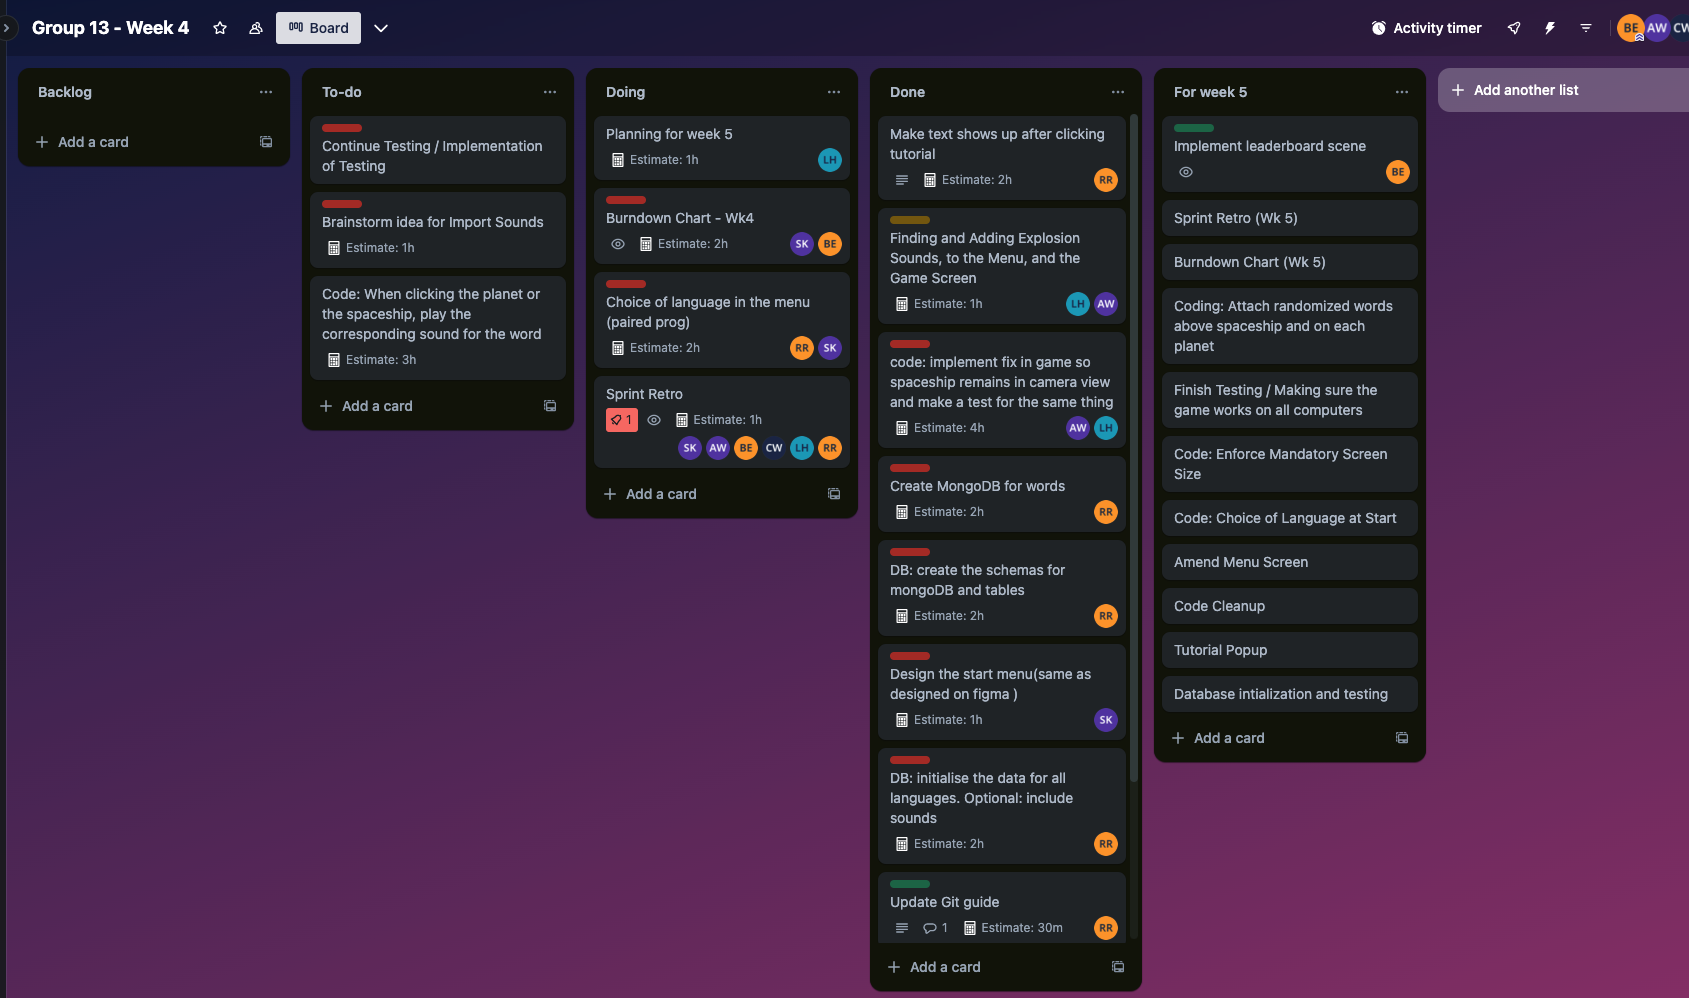 Group 13 - Week 4
Board
Activity timer
BE
AW
CW
Backlog
Add a card
To-do
Continue Testing / Implementation
of Testing
Brainstorm idea for Import Sounds
Estimate: 1h
Code: When clicking the planet or
the spaceship, play the
corresponding sound for the word
Estimate: 3h
Add a card
Doing
Planning for week 5
Estimate: 1h
LH
Burndown Chart - Wk4
Estimate: 2h
SK
BE
Choice of language in the menu
(paired prog)
Estimate: 2h
RR
SK
Sprint Retro
1
Estimate: 1h
SK
AW
BE
CW
LH
RR
Add a card
Done
Make text shows up after clicking
tutorial
Estimate: 2h
RR
Finding and Adding Explosion
Sounds, to the Menu, and the
Game Screen
Estimate: 1h
LH
AW
code: implement fix in game so
spaceship remains in camera view
and make a test for the same thing
Estimate: 4h
AW
LH
Create MongoDB for words
Estimate: 2h
RR
DB: create the schemas for
mongoDB and tables
Estimate: 2h
RR
Design the start menu(same as
designed on figma )
Estimate: 1h
SK
DB: initialise the data for all
languages. Optional: include
sounds
Estimate: 2h
RR
Update Git guide
1
Estimate: 30m
RR
Add a card
For week 5
Implement leaderboard scene
BE
Sprint Retro (Wk 5)
Burndown Chart (Wk 5)
Coding: Attach randomized words
above spaceship and on each
planet
Finish Testing / Making sure the
game works on all computers
Code: Enforce Mandatory Screen
Size
Code: Choice of Language at Start
Amend Menu Screen
Code Cleanup
Tutorial Popup
Database intialization and testing
Add a card
Add another list